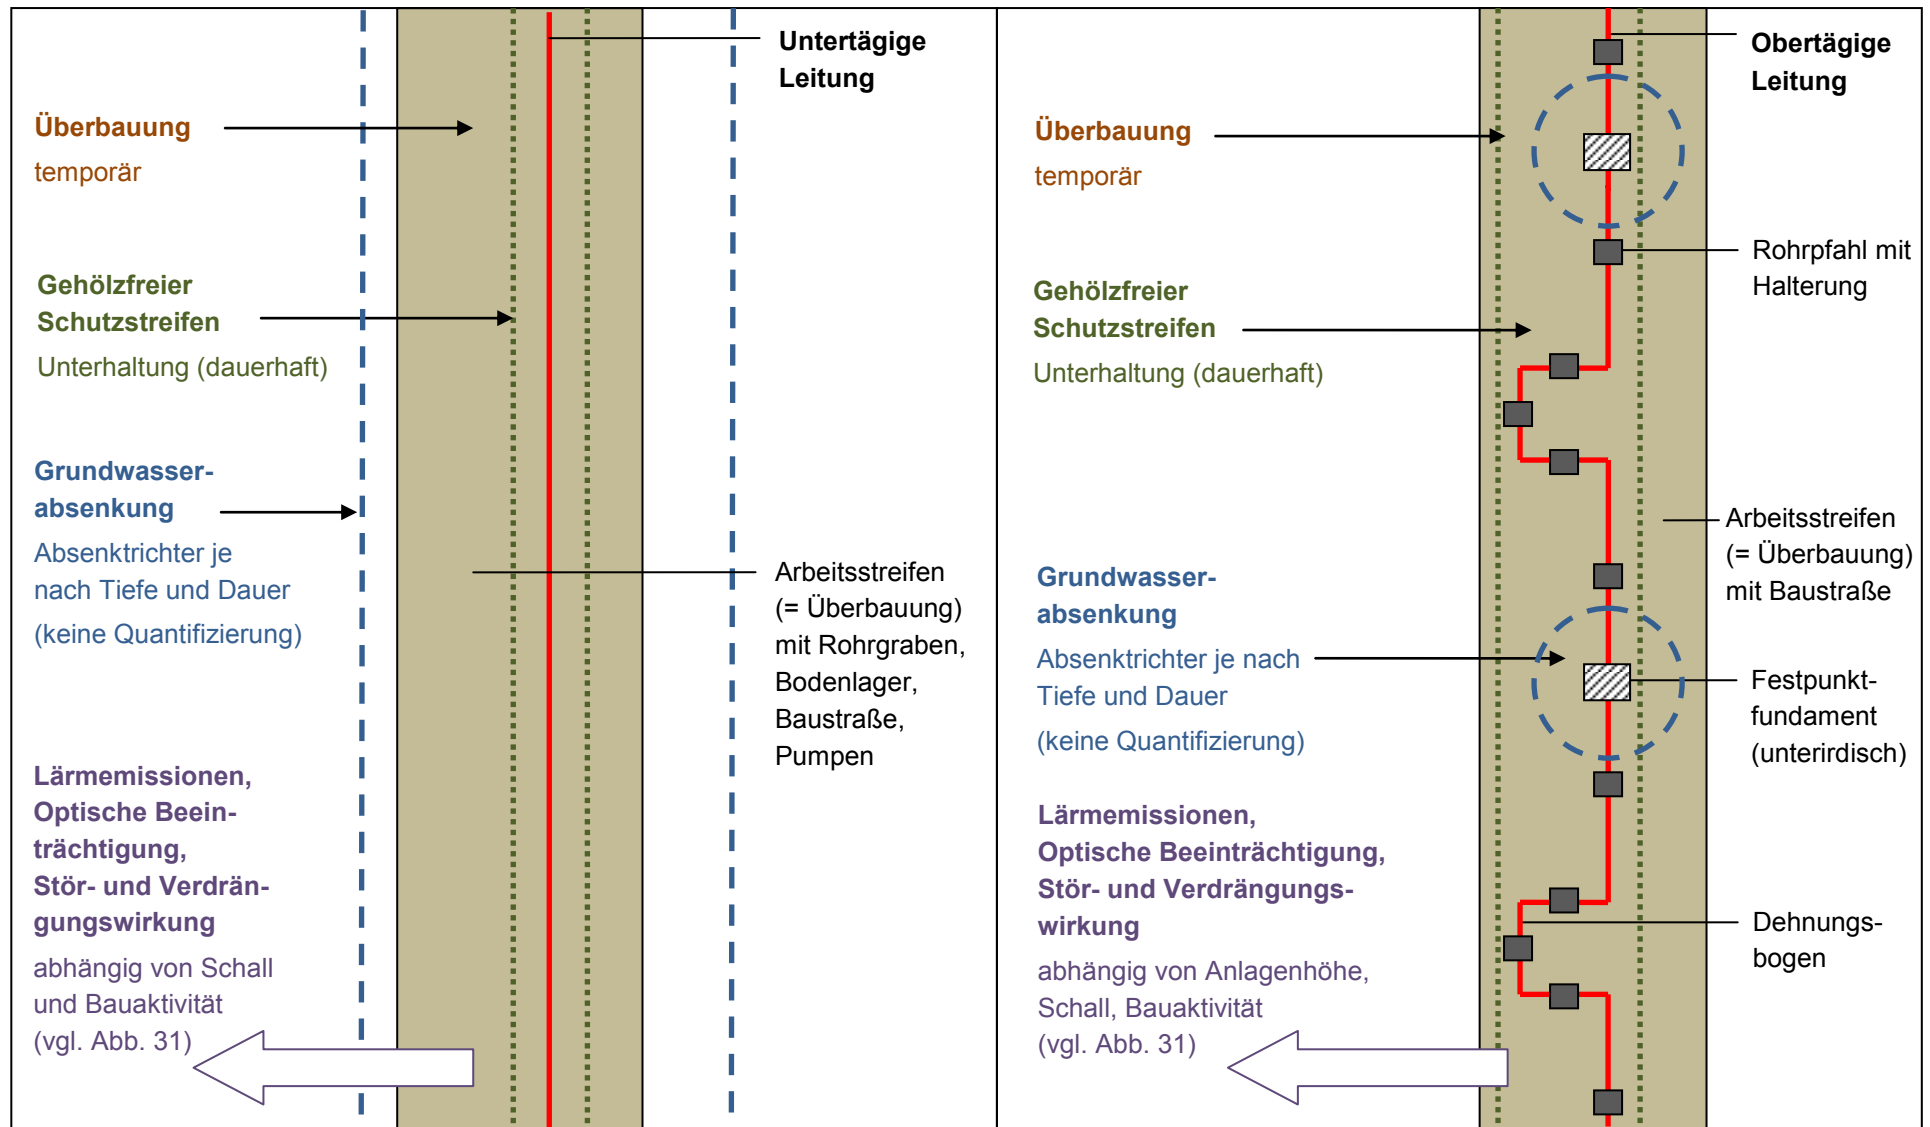 Untertägige
Leitung
Überbauung
temporär
Gehölzfreier
Schutzstreifen
Unterhaltung (dauerhaft)
Grundwasser-
absenkung
Absenktrichter je
nach Tiefe und Dauer
(keine Quantifizierung)
Arbeitsstreifen
(= Überbauung)
mit Rohrgraben,
Bodenlager,
Baustraße,
Pumpen
Lärmemissionen,
Optische Beein-
trächtigung,
Stör- und Verdrän-
gungswirkung
abhängig von Schall
und Bauaktivität
(vgl. Abb. 31)
Obertägige
Leitung
Überbauung
temporär
Rohrpfahl mit
Halterung
Gehölzfreier
Schutzstreifen
Unterhaltung (dauerhaft)
Arbeitsstreifen
(= Überbauung)
mit Baustraße
Grundwasser-
absenkung
Absenktrichter je nach
Tiefe und Dauer
(keine Quantifizierung)
Festpunkt-
fundament
(unterirdisch)
Lärmemissionen,
Optische Beeinträchtigung,
Stör- und Verdrängungs-
wirkung
abhängig von Anlagenhöhe,
Schall, Bauaktivität
(vgl. Abb. 31)
Dehnungs-
bogen